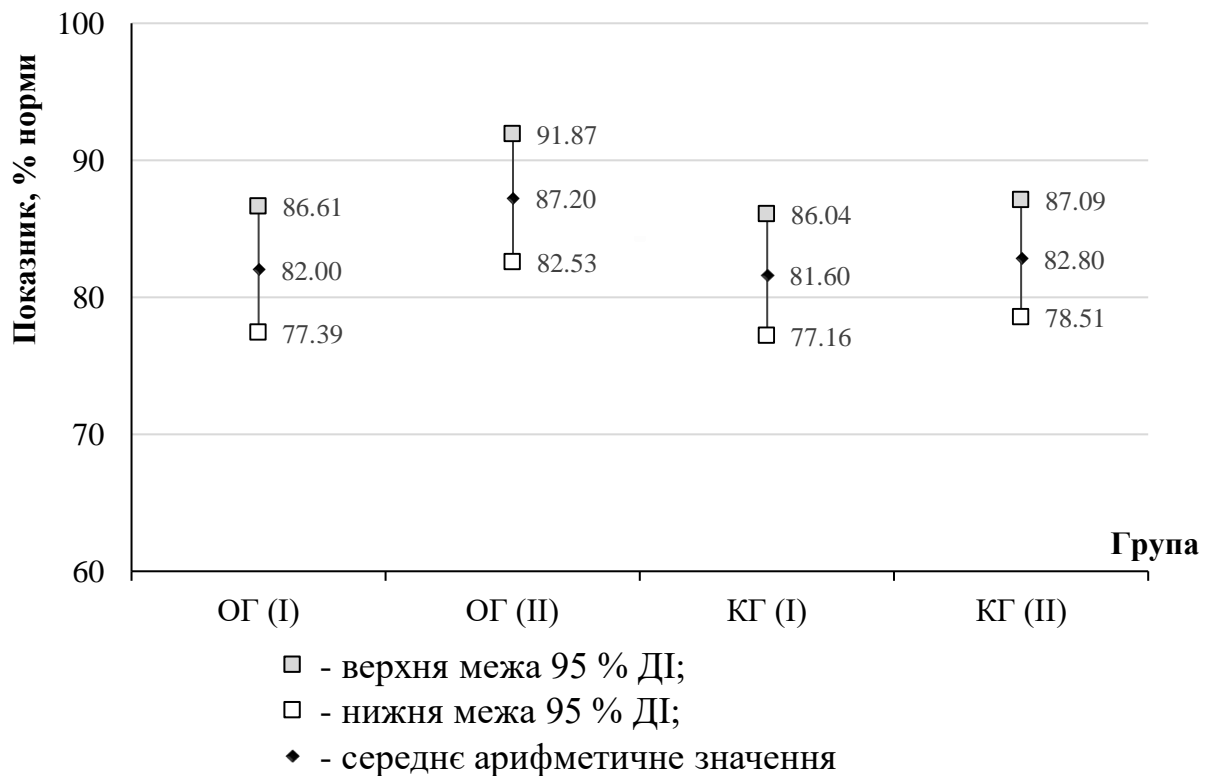 Показник, % норми
100
90
80
70
60
86.61
82.00
77.39
91.87
87.20
82.53
86.04
81.60
77.16
87.09
82.80
78.51
Група
ОГ (І)
ОГ (ІІ)
КГ (І)
КГ (ІІ)
- верхня межа 95 % ДІ;
- нижня межа 95 % ДІ;
- середнє арифметичне значення